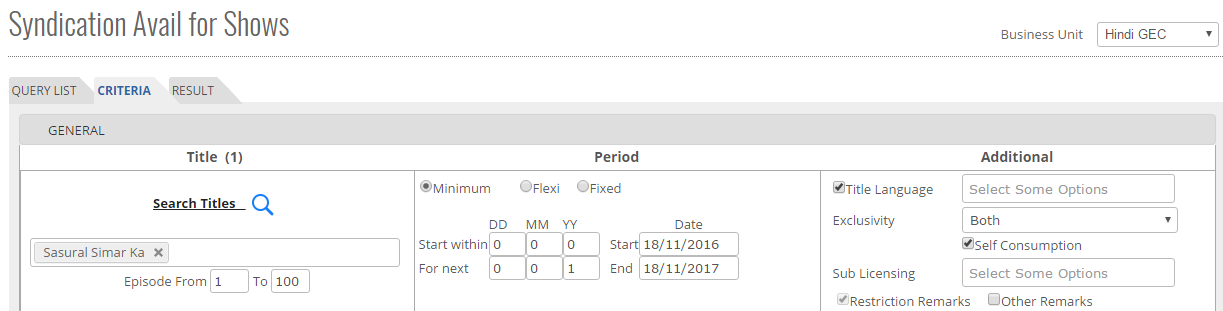 Syndication Avail for Shows
Business Unit Hindi GEC
QUERY LIST CRITERIA RESULT
GENERAL
Title (1) Period Additional
Search Titles
Sasural Simar Ka
Episode From 1 To 100
Minimum Flexi Fixed
DD MM YY Date
Start within 0 0 0 Start 18/11/2016
For next 0 0 1 End 18/11/2017
Title Language Select Some Options
Exclusivity Both
Self Consumption
Sub Licensing Select Some Options
Restriction Remarks Other Remarks